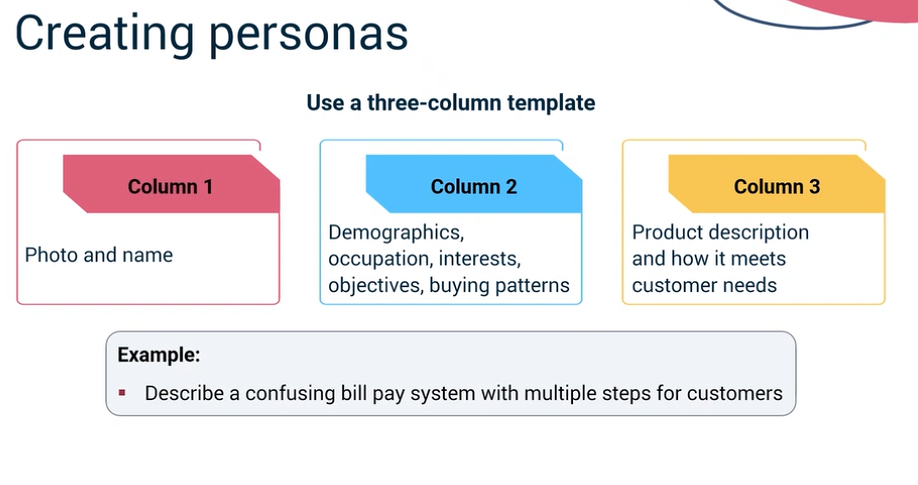 Creating personas
Use a three-column template
Column 1
Photo and name
Column 2
Demographics,
occupation, interests,
objectives, buying patterns
Column 3
Product description
and how it meets
customer needs
Example:
▪ Describe a confusing bill pay system with multiple steps for customers